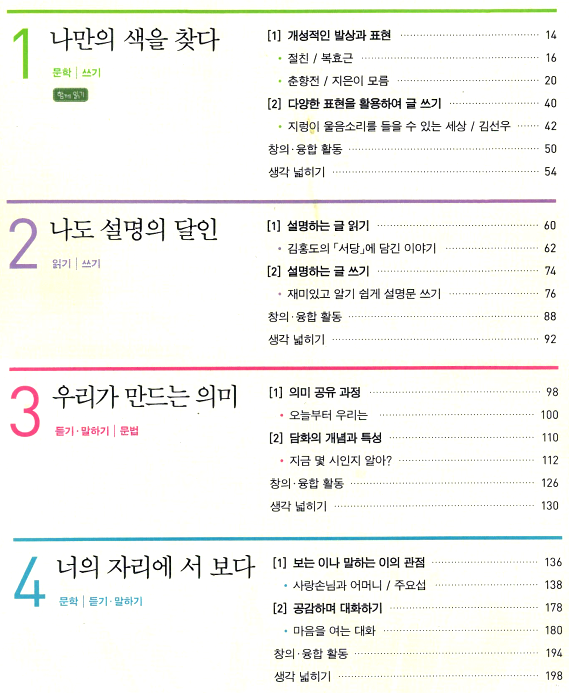 1 나만의 색을 찾다
문학 | 쓰기
함께 읽기
[1] 개성적인 발상과 표현 14
• 절친 / 복효근 16
• 춘향전 / 지은이 모름 20
[2] 다양한 표현을 활용하여 글 쓰기 40
• 지렁이 울음소리를 들을 수 있는 세상 / 김선우 42
창의·융합 활동 50
생각 넓히기 54
2 나도 설명의 달인
읽기 | 쓰기
[1] 설명하는 글 읽기 60
• 김홍도의 「서당」에 담긴 이야기 62
[2] 설명하는 글 쓰기 74
• 재미있고 알기 쉽게 설명문 쓰기 76
창의·융합 활동 88
생각 넓히기 92
3 우리가 만드는 의미
듣기·말하기 | 문법
[1] 의미 공유 과정 98
• 오늘부터 우리는 100
[2] 담화의 개념과 특성 110
• 지금 몇 시인지 알아? 112
창의·융합 활동 126
생각 넓히기 130
4 너의 자리에 서 보다
문학 | 듣기·말하기
[1] 보는 이나 말하는 이의 관점 136
• 사랑손님과 어머니 / 주요섭 138
[2] 공감하며 대화하기 178
• 마음을 여는 대화 180
창의·융합 활동 194
생각 넓히기 198